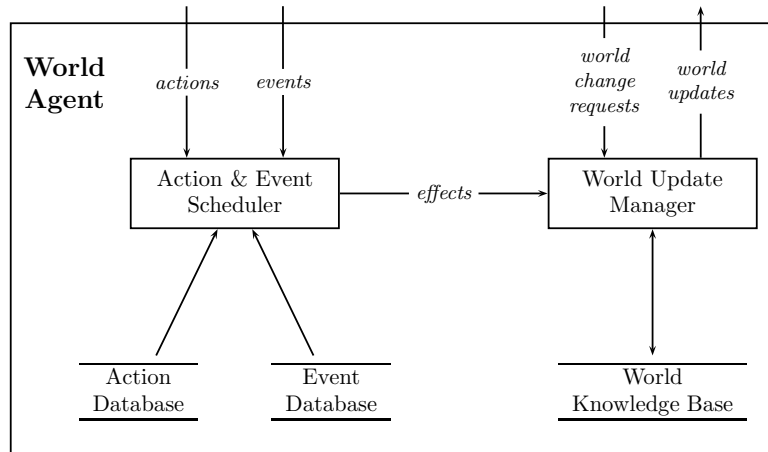 World
Agent
actions
events
world
change
requests
world
updates
Action & Event
Scheduler
effects
World Update
Manager
Action
Database
Event
Database
World
Knowledge Base